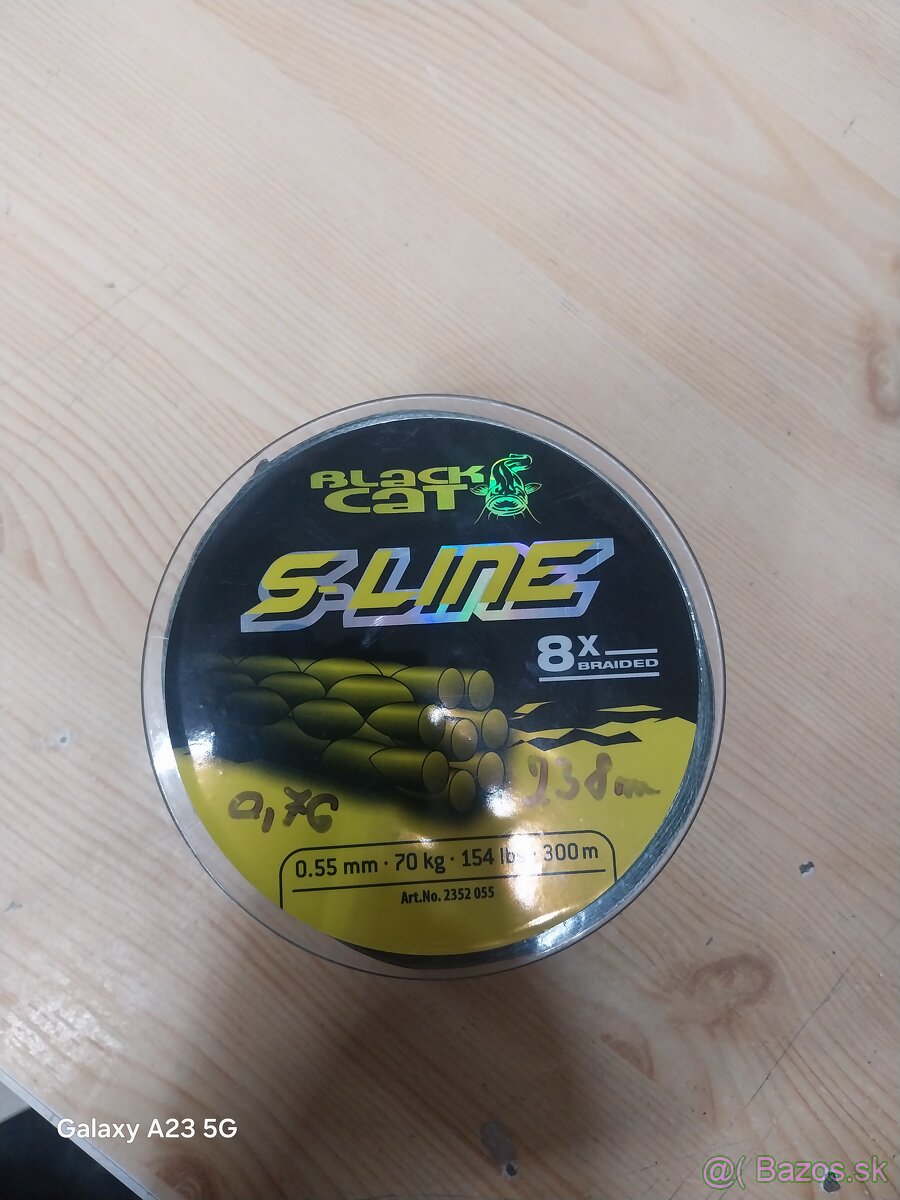 BLACK
CAT
S-LINE
8X BRAIDED
0,76
238m
0.55 mm · 70 kg · 154 lbs · 300 m
Art.No. 2352 055
Galaxy A23 5G
@( Bazos.sk